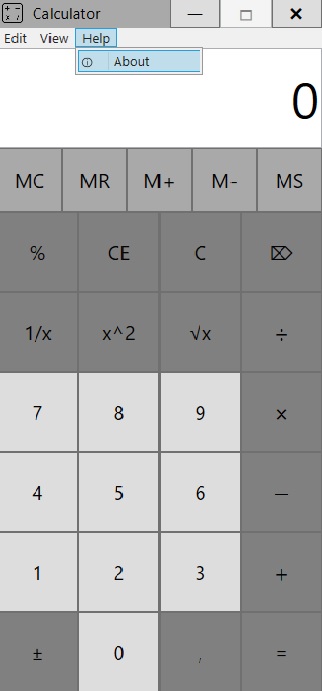 Calculator
Edit View Help
About
0
MC MR M+ M- MS
% CE C ⌦
1/x x^2 √x ÷
7 8 9 ×
4 5 6 −
1 2 3 +
± 0 , =